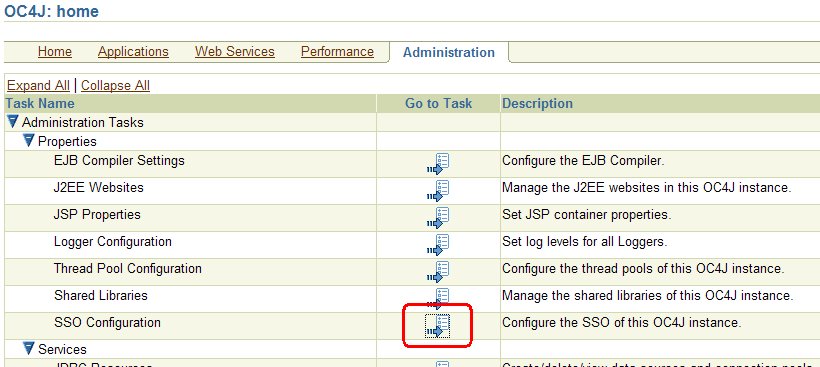 OC4J: home
Home Applications Web Services Performance Administration
Expand All | Collapse All
Task Name Go to Task Description
Administration Tasks
Properties
EJB Compiler Settings Configure the EJB Compiler.
J2EE Websites Manage the J2EE websites in this OC4J instance.
JSP Properties Set JSP container properties.
Logger Configuration Set log levels for all Loggers.
Thread Pool Configuration Configure the thread pools of this OC4J instance.
Shared Libraries Manage the shared libraries of this OC4J instance.
SSO Configuration Configure the SSO of this OC4J instance.
Services